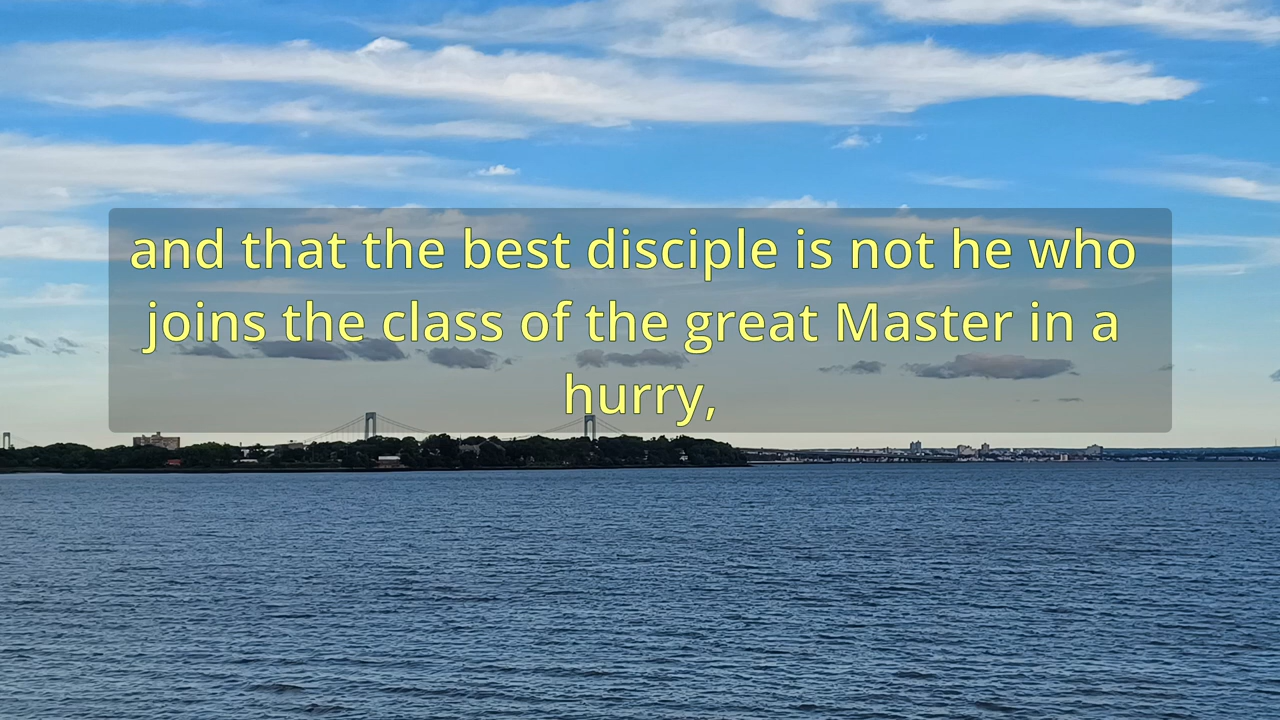 and that the best disciple is not he who
joins the class of the great Master in a
hurry,